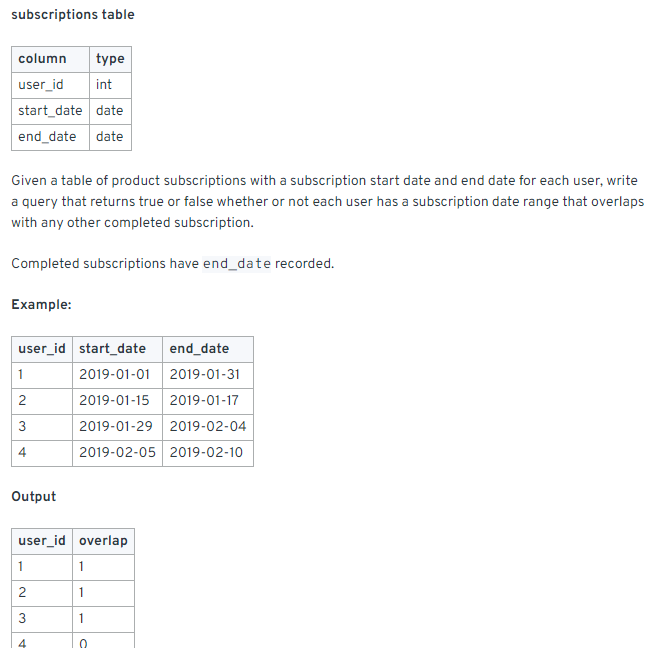 subscriptions table
column type
user_id int
start_date date
end_date date
Given a table of product subscriptions with a subscription start date and end date for each user, write
a query that returns true or false whether or not each user has a subscription date range that overlaps
with any other completed subscription.
Completed subscriptions have end_date recorded.
Example:
user_id start_date end_date
1 2019-01-01 2019-01-31
2 2019-01-15 2019-01-17
3 2019-01-29 2019-02-04
4 2019-02-05 2019-02-10
Output
user_id overlap
1 1
2 1
3 1
4 0